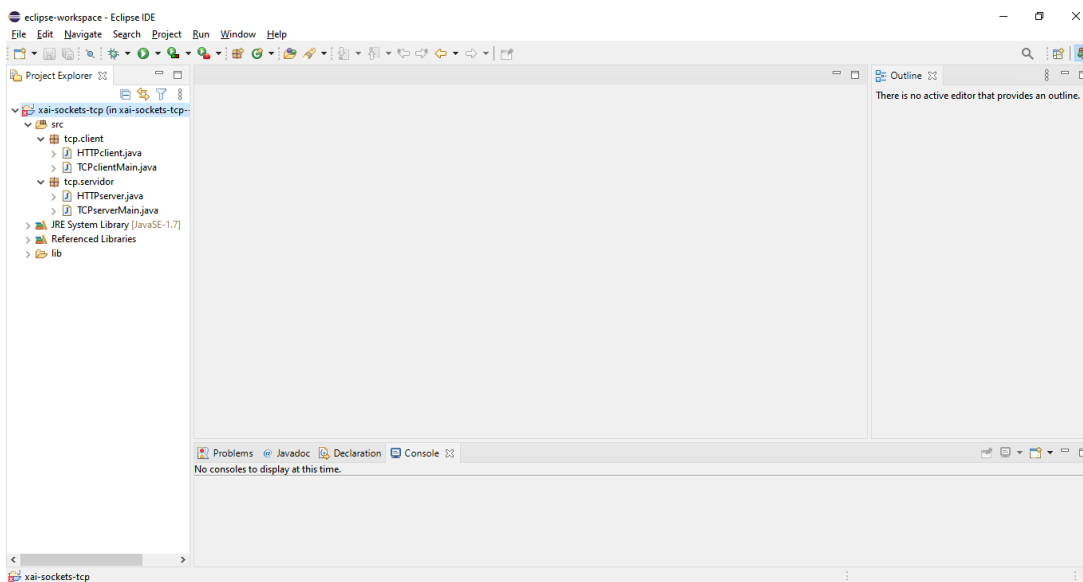 eclipse-workspace - Eclipse IDE
File Edit Navigate Search Project Run Window Help
Project Explorer
xai-sockets-tcp (in xai-sockets-tcp-
src
tcp.client
HTTPclient.java
TCPclientMain.java
tcp.servidor
HTTPserver.java
TCPserverMain.java
JRE System Library [JavaSE-1.7]
Referenced Libraries
lib
Outline
There is no active editor that provides an outline.
Problems @ Javadoc Declaration Console
No consoles to display at this time.
xai-sockets-tcp